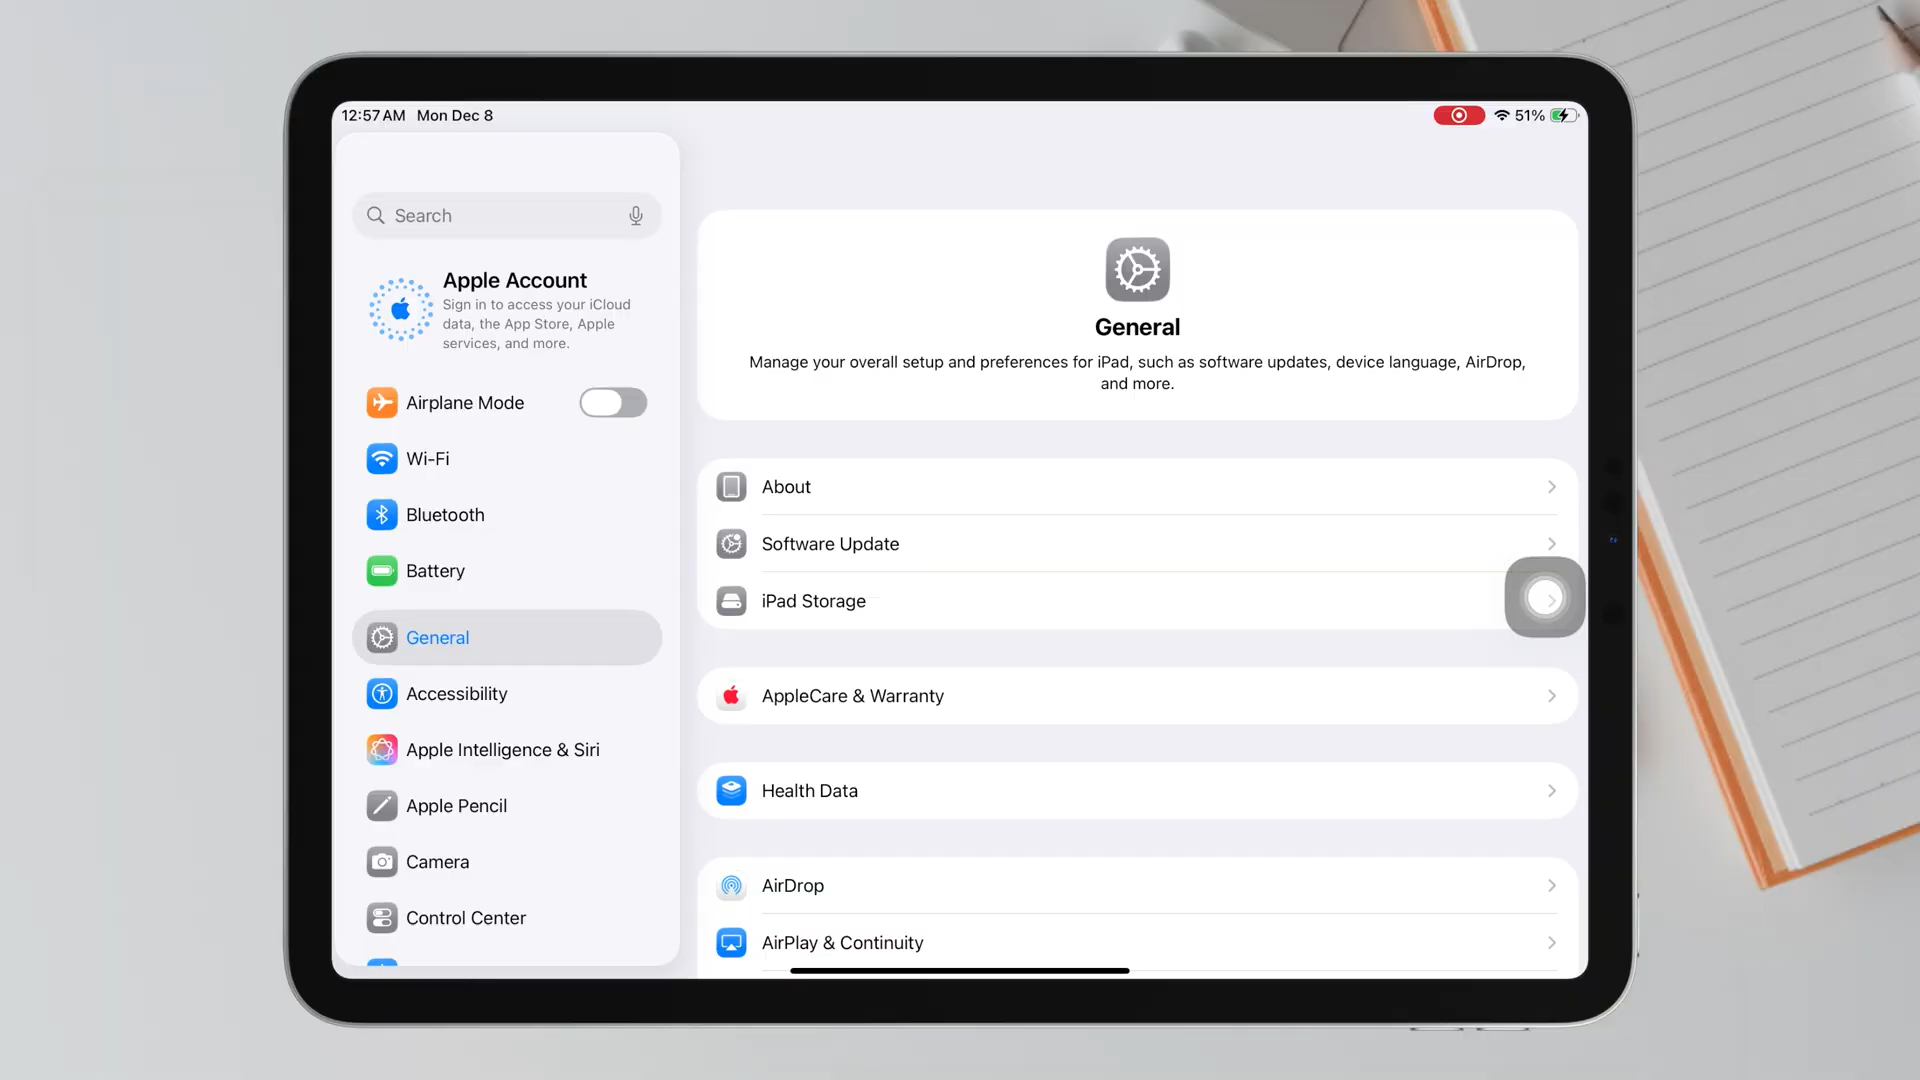 12:57 AM Mon Dec 8
51%
Search
Apple Account
Sign in to access your iCloud
data, the App Store, Apple
services, and more.
Airplane Mode
Wi-Fi
Bluetooth
Battery
General
Accessibility
Apple Intelligence & Siri
Apple Pencil
Camera
Control Center
General
Manage your overall setup and preferences for iPad, such as software updates, device language, AirDrop,
and more.
About
Software Update
iPad Storage
AppleCare & Warranty
Health Data
AirDrop
AirPlay & Continuity